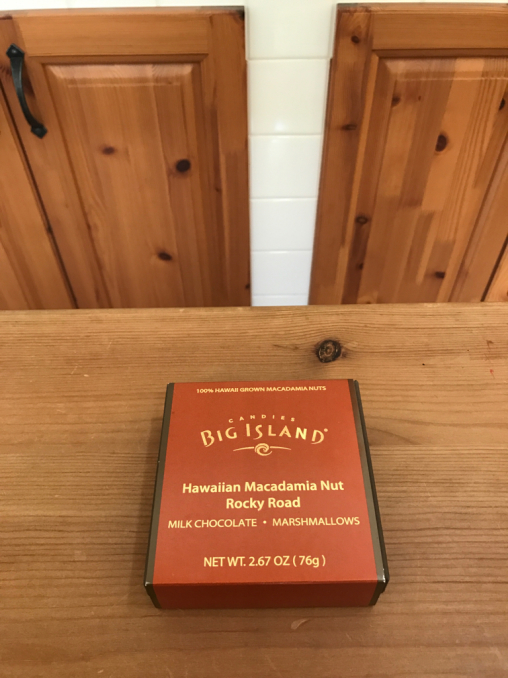 100% HAWAII GROWN MACADAMIA NUTS
CANDIES
BIG ISLAND®
Hawaiian Macadamia Nut
Rocky Road
MILK CHOCOLATE • MARSHMALLOWS
NET WT. 2.67 OZ ( 76g )